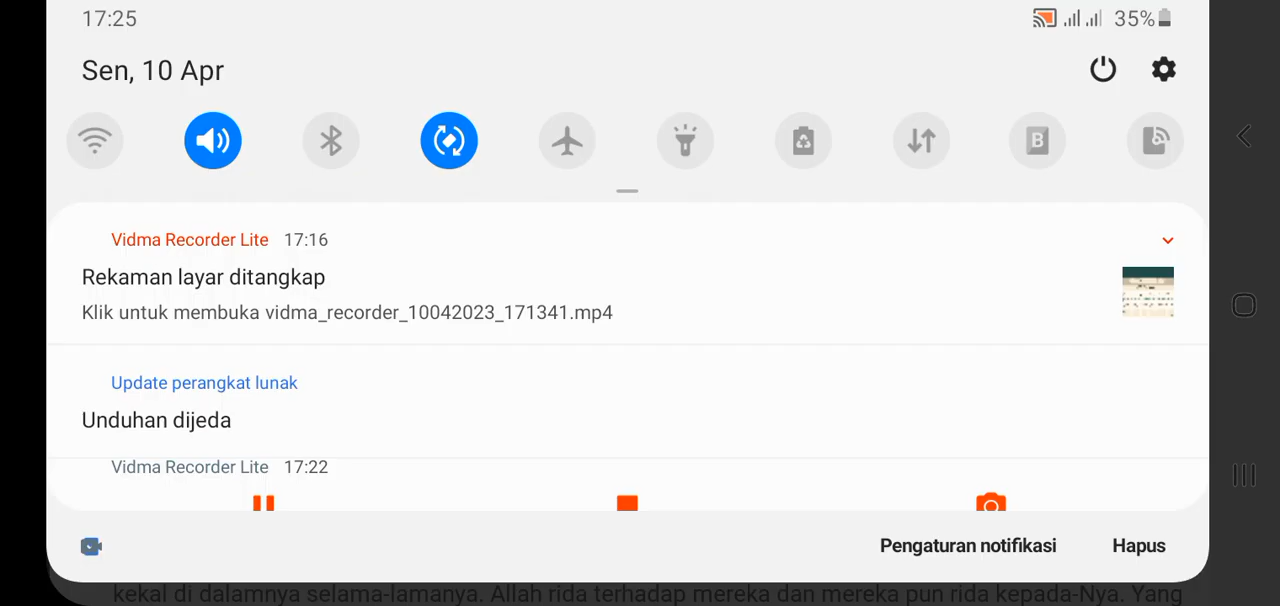 17:25
35%
Sen, 10 Apr
B
Vidma Recorder Lite 17:16
Rekaman layar ditangkap
Klik untuk membuka vidma_recorder_10042023_171341.mp4
Update perangkat lunak
Unduhan dijeda
Vidma Recorder Lite 17:22
Pengaturan notifikasi Hapus
kekal di dalamnya selama-lamanya. Allah rida terhadap mereka dan mereka pun rida kepada-Nya. Yang